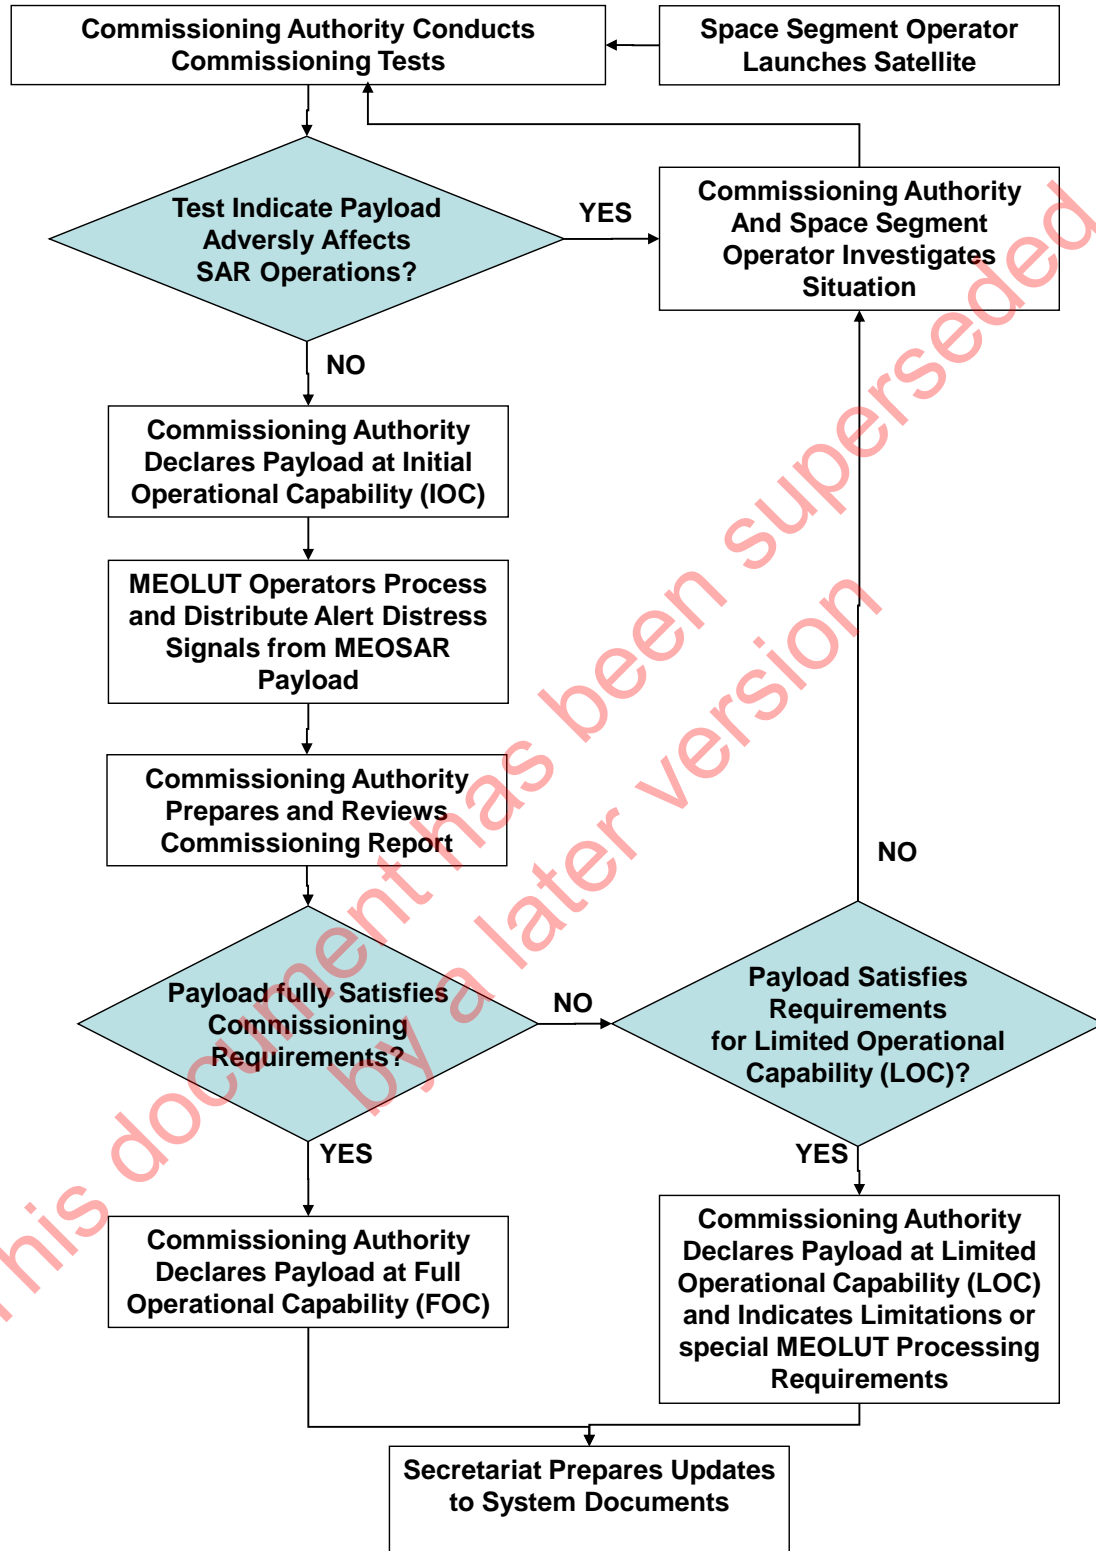 Commissioning Authority Conducts
Commissioning Tests
Space Segment Operator
Launches Satellite
Test Indicate Payload
Adversly Affects
SAR Operations?
YES
Commissioning Authority
And Space Segment
Operator Investigates
Situation
NO
Commissioning Authority
Declares Payload at Initial
Operational Capability (IOC)
MEOLUT Operators Process
and Distribute Alert Distress
Signals from MEOSAR
Payload
Commissioning Authority
Prepares and Reviews
Commissioning Report
NO
Payload fully Satisfies
Commissioning
Requirements?
NO
Payload Satisfies
Requirements
for Limited Operational
Capability (LOC)?
YES
YES
Commissioning Authority
Declares Payload at Full
Operational Capability (FOC)
Commissioning Authority
Declares Payload at Limited
Operational Capability (LOC)
and Indicates Limitations or
special MEOLUT Processing
Requirements
Secretariat Prepares Updates
to System Documents
This document has been superseded
by a later version